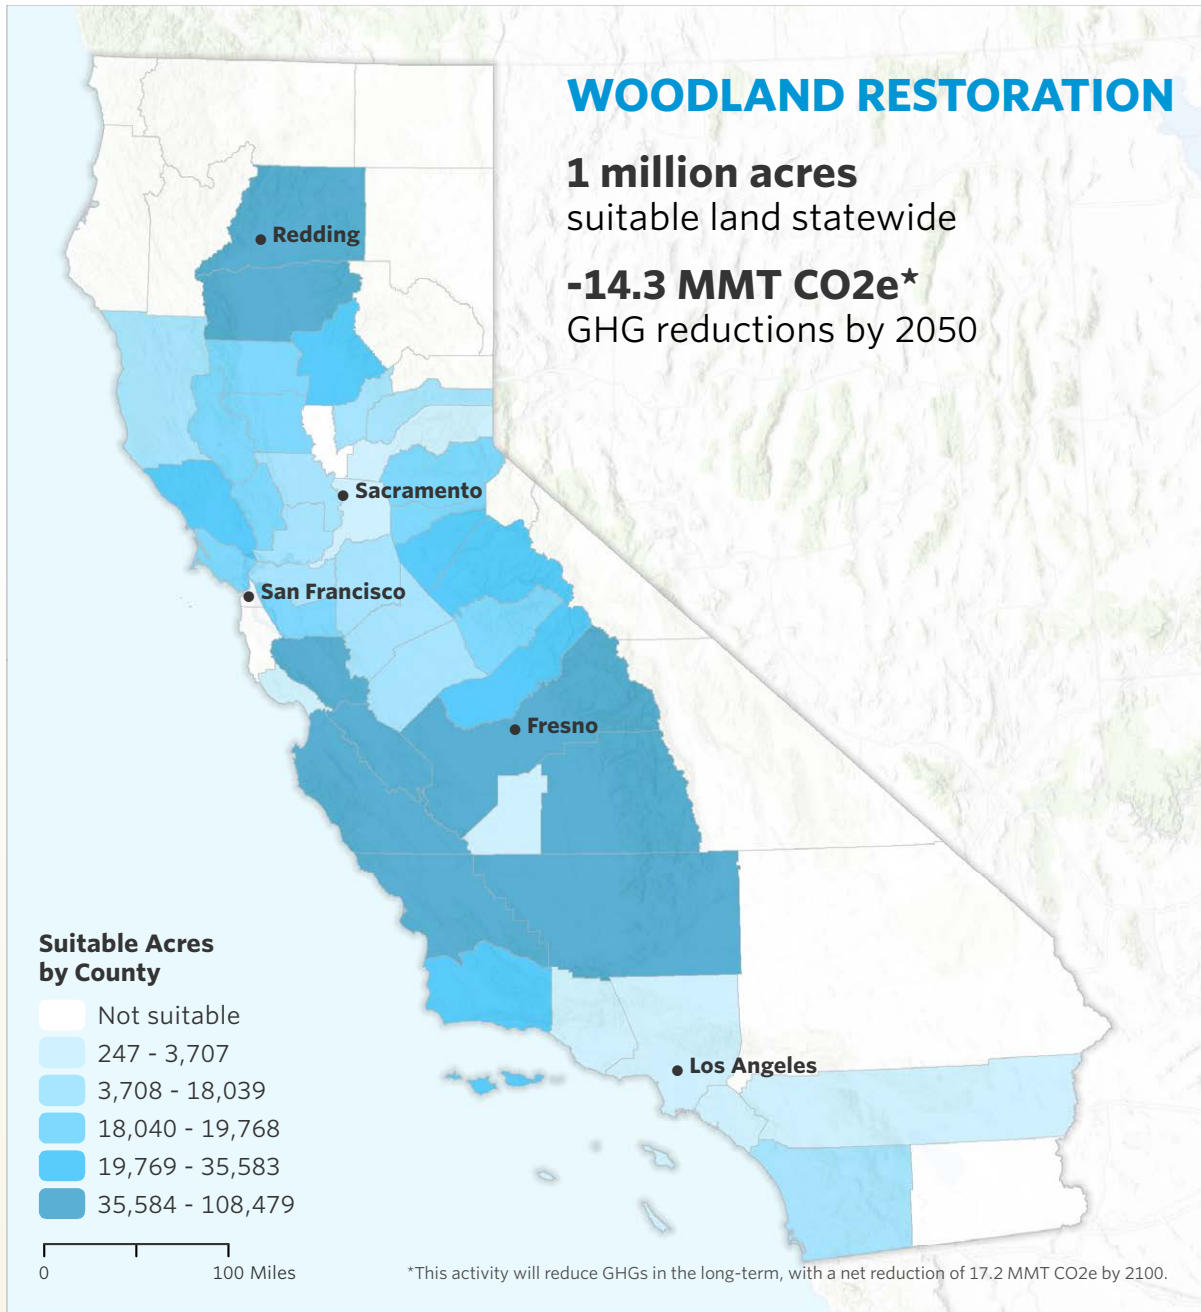 WOODLAND RESTORATION
1 million acres
suitable land statewide
-14.3 MMT CO2e*
GHG reductions by 2050
Redding
Sacramento
San Francisco
Fresno
Los Angeles
Suitable Acres
by County
Not suitable
247 - 3,707
3,708 - 18,039
18,040 - 19,768
19,769 - 35,583
35,584 - 108,479
0 100 Miles
*This activity will reduce GHGs in the long-term, with a net reduction of 17.2 MMT CO2e by 2100.